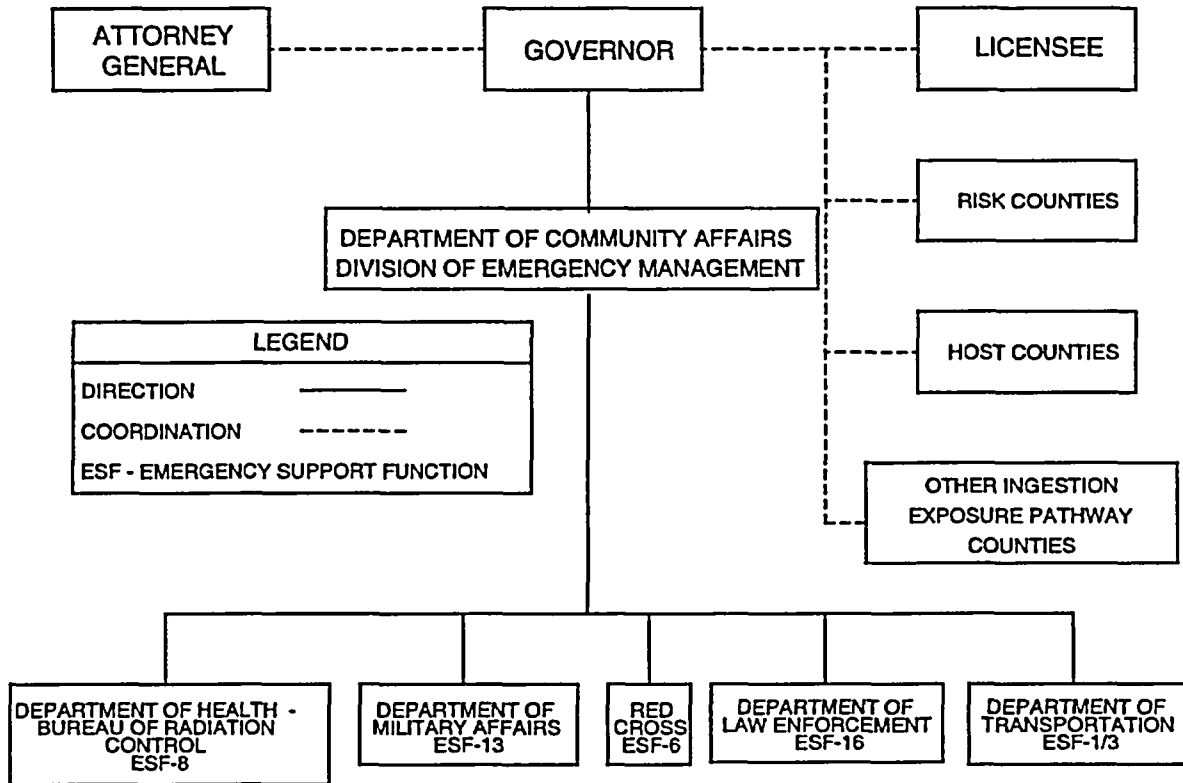 ATTORNEY
GENERAL
GOVERNOR
LICENSEE
RISK COUNTIES
DEPARTMENT OF COMMUNITY AFFAIRS
DIVISION OF EMERGENCY MANAGEMENT
HOST COUNTIES
LEGEND
DIRECTION
COORDINATION
ESF - EMERGENCY SUPPORT FUNCTION
OTHER INGESTION
EXPOSURE PATHWAY
COUNTIES
DEPARTMENT OF HEALTH -
BUREAU OF RADIATION
CONTROL
ESF-8
DEPARTMENT OF
MILITARY AFFAIRS
ESF-13
RED
CROSS
ESF-6
DEPARTMENT OF
LAW ENFORCEMENT
ESF-16
DEPARTMENT OF
TRANSPORTATION
ESF-1/3